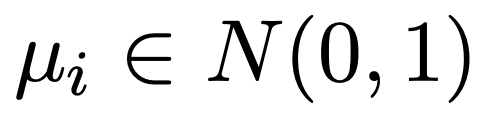 μᵢ ∈ N(0, 1)